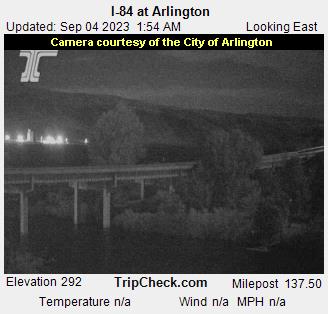 I-84 at Arlington
Updated: Sep 04 2023 1:54 AM Looking East
Camera courtesy of the City of Arlington
Elevation 292 TripCheck.com Milepost 137.50
Temperature n/a Wind n/a MPH n/a